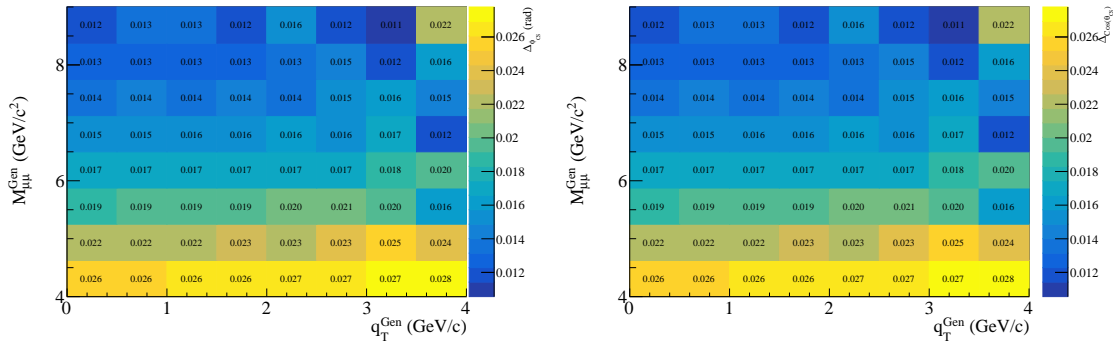 0.012 0.013 0.013 0.012 0.016 0.012 0.011 0.022
0.013 0.013 0.013 0.013 0.013 0.015 0.012 0.016
0.014 0.014 0.014 0.014 0.014 0.015 0.016 0.015
0.015 0.015 0.015 0.016 0.016 0.016 0.017 0.012
0.017 0.017 0.017 0.017 0.017 0.017 0.018 0.020
0.019 0.019 0.019 0.019 0.020 0.021 0.020 0.016
0.022 0.022 0.022 0.023 0.023 0.023 0.025 0.024
0.026 0.026 0.026 0.026 0.027 0.027 0.027 0.028
8
6
4
M_μμ^Gen (GeV/c²)
0 1 2 3 4
q_T^Gen (GeV/c)
0.026
0.024
0.022
0.02
0.018
0.016
0.014
0.012
Δ_θCS (rad)
0.012 0.013 0.013 0.012 0.016 0.012 0.011 0.022
0.013 0.013 0.013 0.013 0.013 0.015 0.012 0.016
0.014 0.014 0.014 0.014 0.014 0.015 0.016 0.015
0.015 0.015 0.015 0.016 0.016 0.016 0.017 0.012
0.017 0.017 0.017 0.017 0.017 0.017 0.018 0.020
0.019 0.019 0.019 0.019 0.020 0.021 0.020 0.016
0.022 0.022 0.022 0.023 0.023 0.023 0.025 0.024
0.026 0.026 0.026 0.026 0.027 0.027 0.027 0.028
8
6
4
M_μμ^Gen (GeV/c²)
0 1 2 3 4
q_T^Gen (GeV/c)
0.026
0.024
0.022
0.02
0.018
0.016
0.014
0.012
Δ_Cos(θCS)